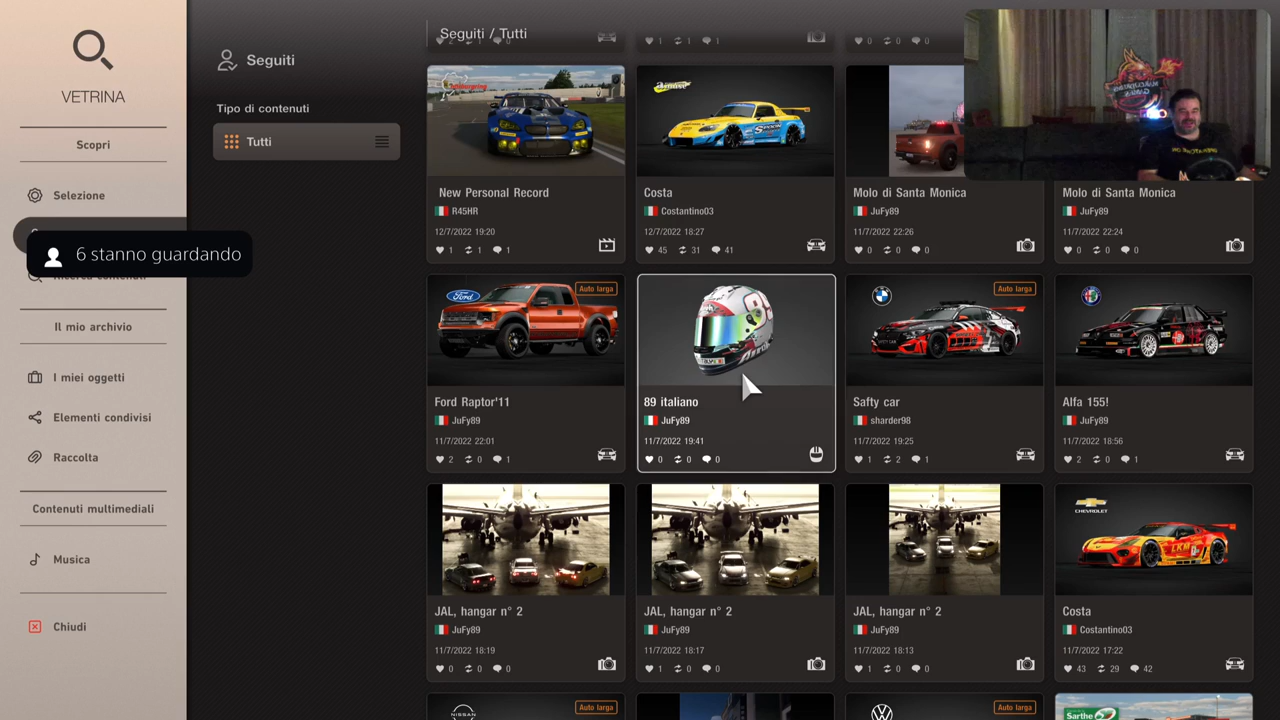 VETRINA
Scopri
Selezione
6 stanno guardando
Il mio archivio
I miei oggetti
Elementi condivisi
Raccolta
Contenuti multimediali
Musica
Chiudi
Seguiti
Tipo di contenuti
Tutti
Seguiti / Tutti
1 1 1
0 0 0
New Personal Record
R45HR
12/7/2022 19:20
1 1 1
Costa
Costantino03
12/7/2022 18:27
45 31 41
Molo di Santa Monica
JuFy89
11/7/2022 22:26
0 0 0
Molo di Santa Monica
JuFy89
11/7/2022 22:24
0 0 0
Ford
Auto larga
Ford Raptor'11
JuFy89
11/7/2022 22:01
2 0 1
89 italiano
JuFy89
11/7/2022 19:41
0 0 0
Auto larga
Safty car
sharder98
11/7/2022 19:25
1 2 1
Alfa 155!
JuFy89
11/7/2022 18:56
2 0 1
JAL, hangar n° 2
JuFy89
11/7/2022 18:19
0 0 0
JAL, hangar n° 2
JuFy89
11/7/2022 18:17
1 0 0
JAL, hangar n° 2
JuFy89
11/7/2022 18:13
1 0 0
CHEVROLET
Costa
Costantino03
11/7/2022 17:22
43 29 42
NISSAN
Auto larga
Auto larga
Sarthe